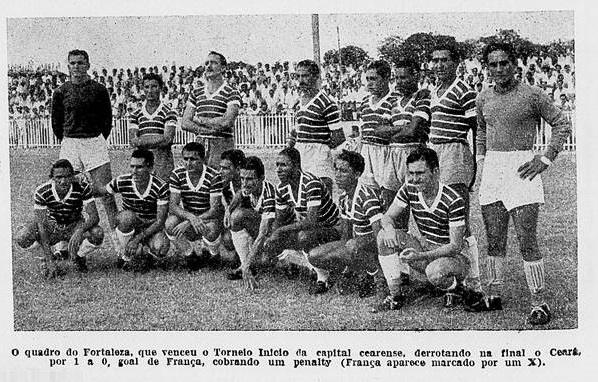 O quadro do Fortaleza, que venceu o Torneio Inicio da capital cearense, derrotando na final o Ceará,
por 1 a 0, goal de França, cobrando um penalty (França aparece marcado por um X).